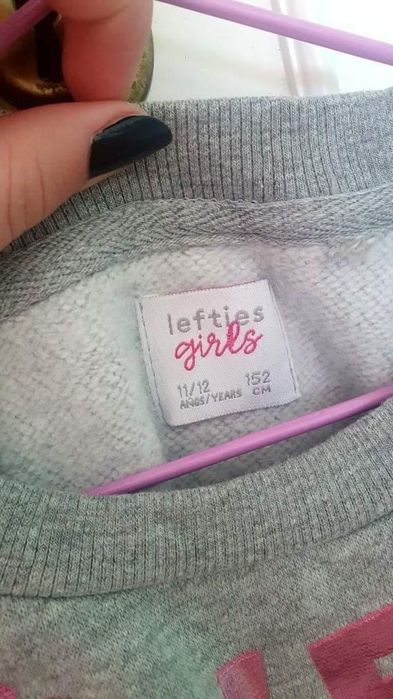 lefties
girls
11/12 152
AÑOS/YEARS CM